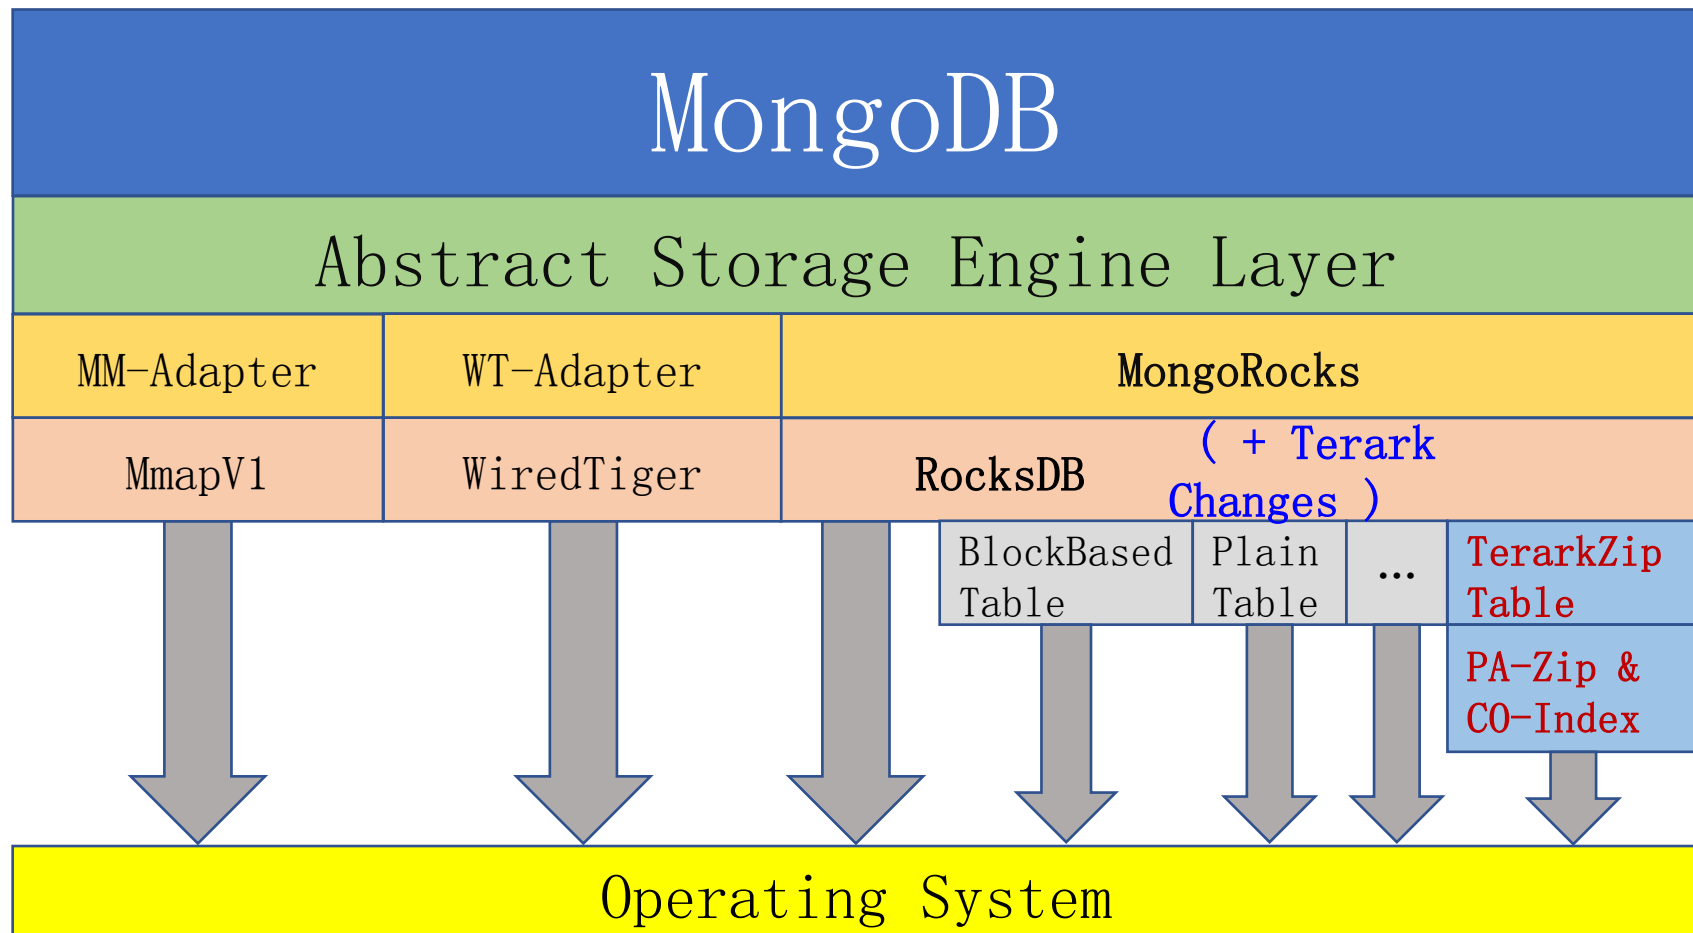 MongoDB
Abstract Storage Engine Layer
MM-Adapter
WT-Adapter
MongoRocks
MmapV1
WiredTiger
RocksDB
( + Terark
Changes )
BlockBased
Table
Plain
Table
…
TerarkZip
Table
PA-Zip &
CO-Index
Operating System